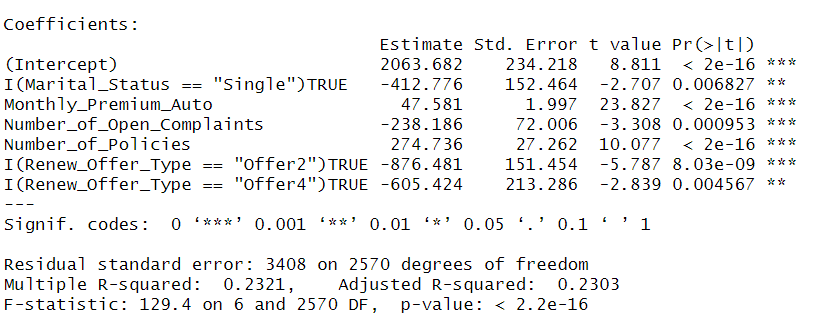 Coefficients:
Estimate Std. Error t value Pr(>|t|)
(Intercept) 2063.682 234.218 8.811 < 2e-16 ***
I(Marital_Status == "Single")TRUE -412.776 152.464 -2.707 0.006827 **
Monthly_Premium_Auto 47.581 1.997 23.827 < 2e-16 ***
Number_of_Open_Complaints -238.186 72.006 -3.308 0.000953 ***
Number_of_Policies 274.736 27.262 10.077 < 2e-16 ***
I(Renew_Offer_Type == "Offer2")TRUE -876.481 151.454 -5.787 8.03e-09 ***
I(Renew_Offer_Type == "Offer4")TRUE -605.424 213.286 -2.839 0.004567 **
---
Signif. codes: 0 ‘***’ 0.001 ‘**’ 0.01 ‘*’ 0.05 ‘.’ 0.1 ‘ ’ 1
Residual standard error: 3408 on 2570 degrees of freedom
Multiple R-squared: 0.2321, Adjusted R-squared: 0.2303
F-statistic: 129.4 on 6 and 2570 DF, p-value: < 2.2e-16